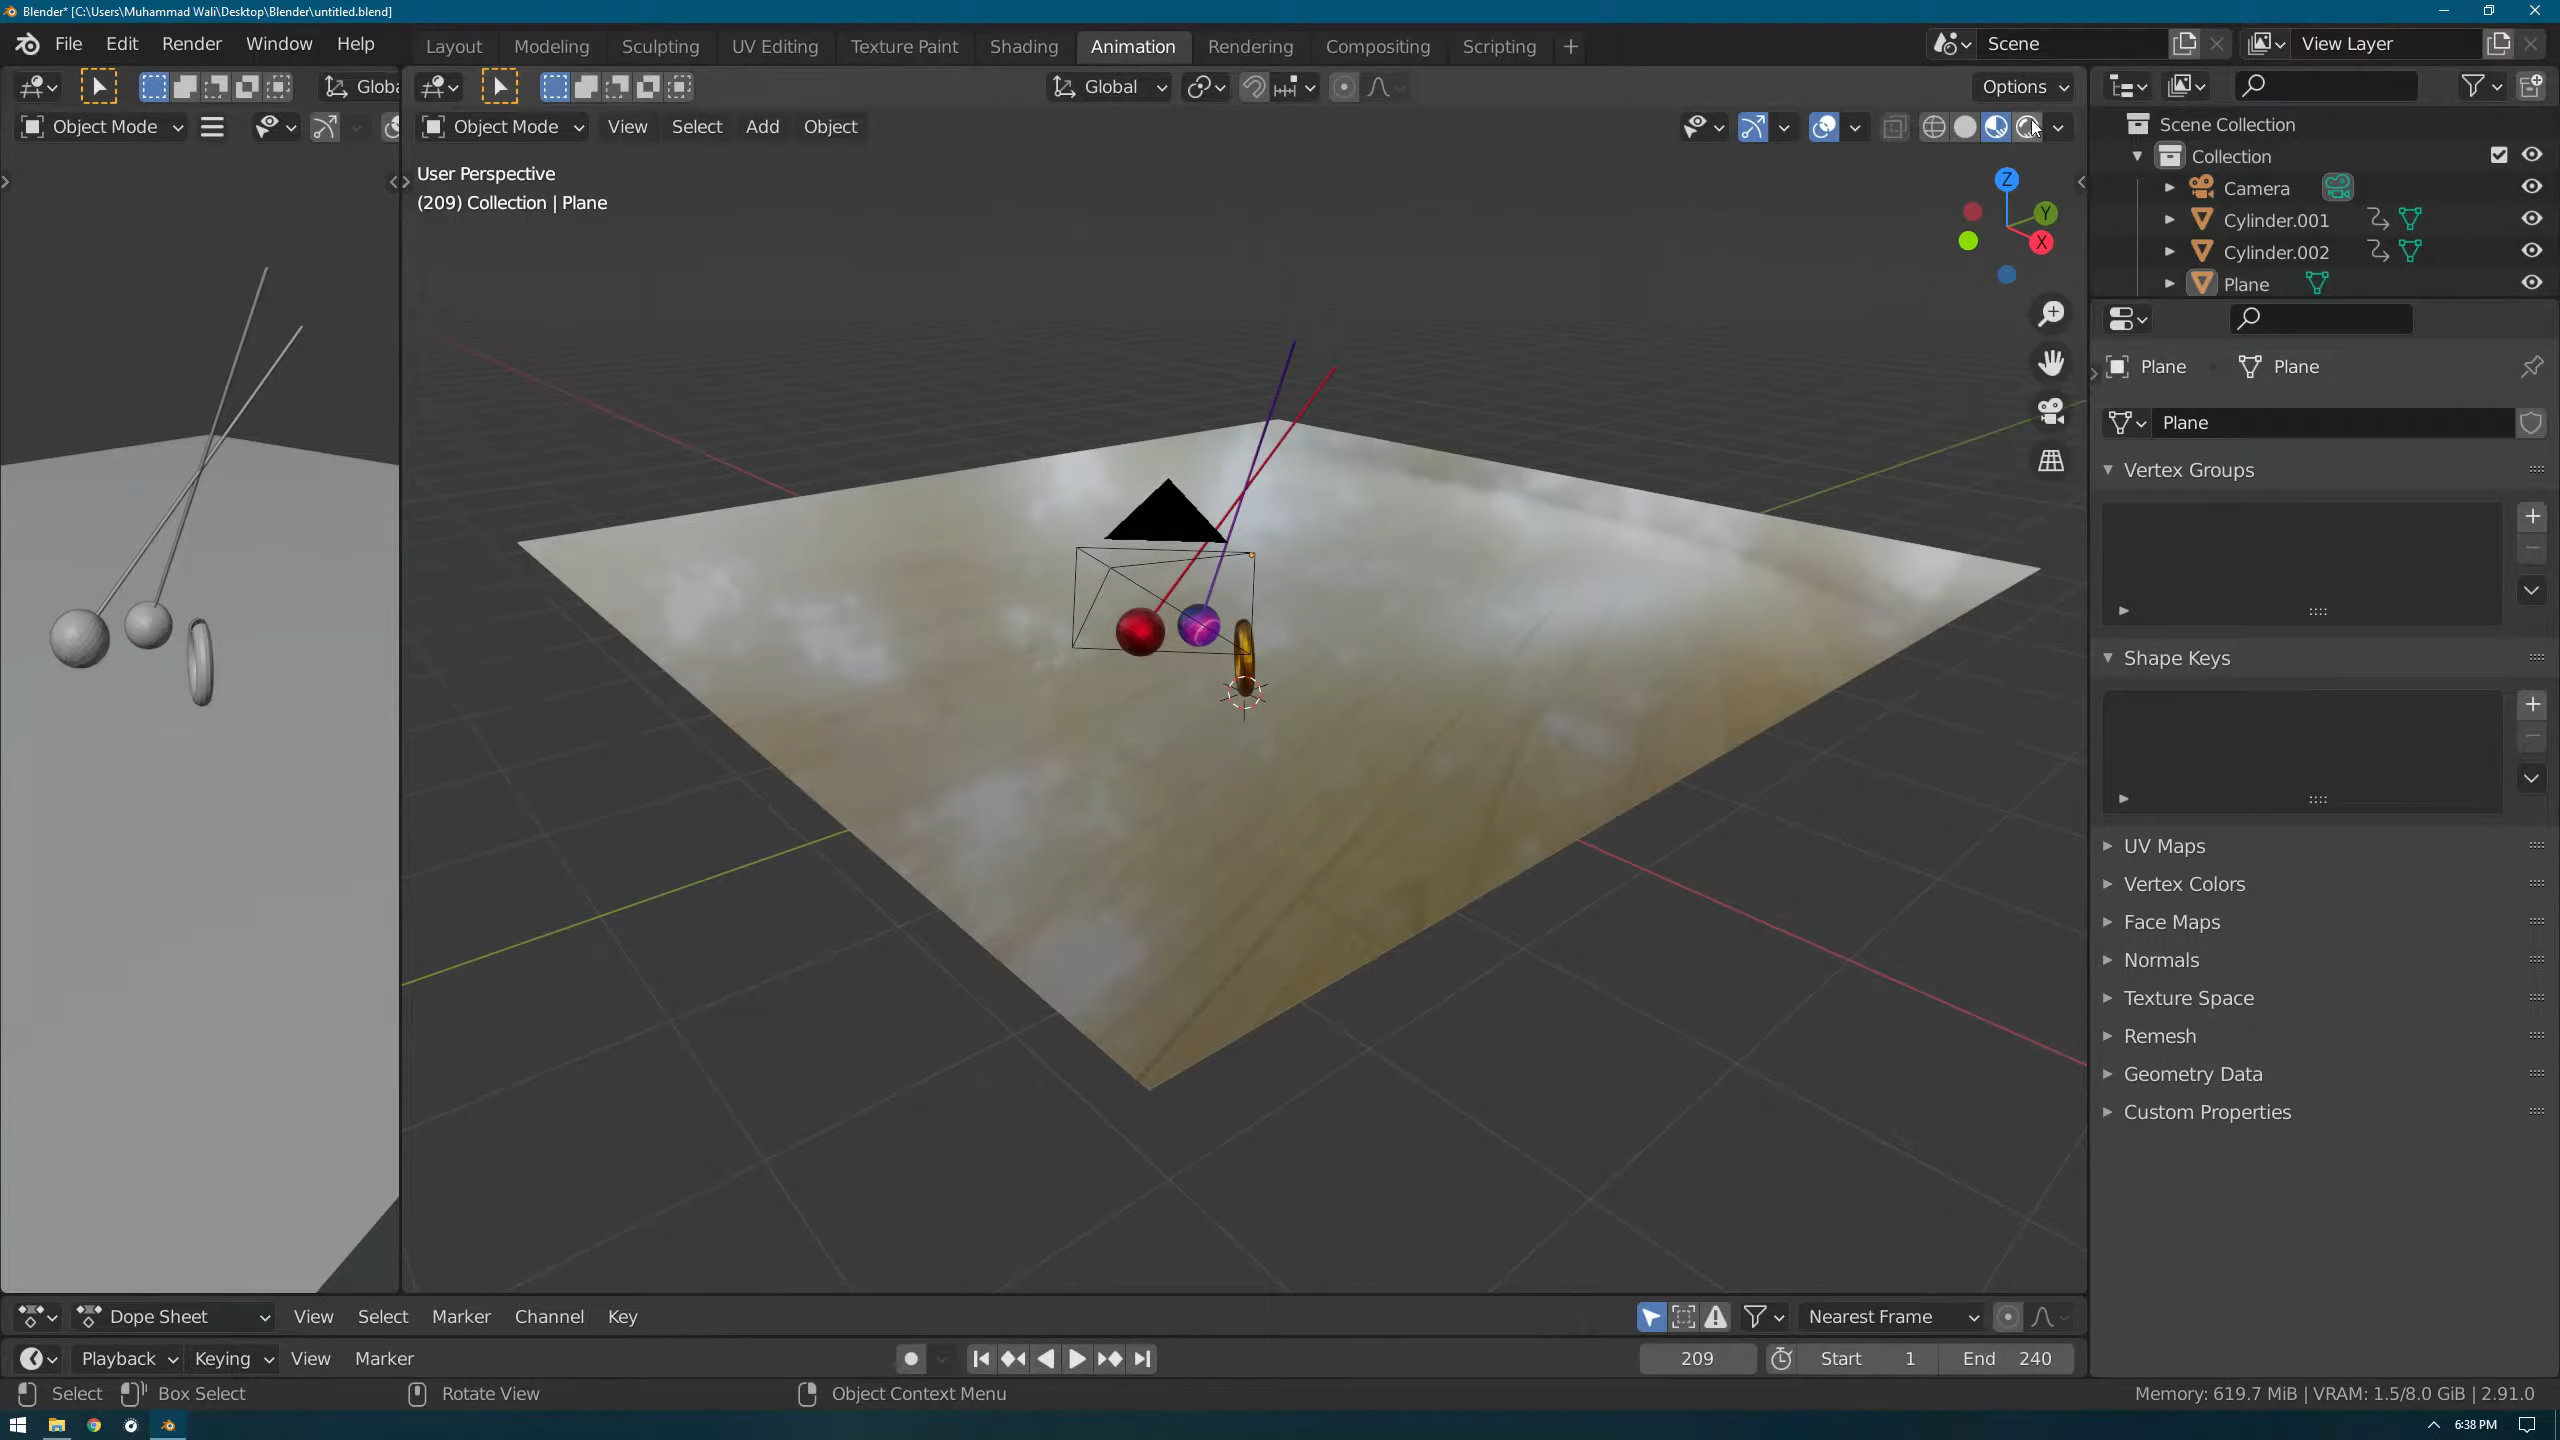 Blender* [C:\Users\Muhammad Wali\Desktop\Blender\untitled.blend]
File Edit Render Window Help
Layout Modeling Sculpting UV Editing Texture Paint Shading Animation Rendering Compositing Scripting +
Scene
View Layer
Globa
Global
Options
Object Mode
Object Mode View Select Add Object
User Perspective
(209) Collection | Plane
Z
Y
X
Scene Collection
Collection
Camera
Cylinder.001
Cylinder.002
Plane
Plane Plane
Plane
Vertex Groups
Shape Keys
UV Maps
Vertex Colors
Face Maps
Normals
Texture Space
Remesh
Geometry Data
Custom Properties
Dope Sheet View Select Marker Channel Key
Nearest Frame
Playback Keying View Marker
209 Start 1 End 240
Select Box Select Rotate View Object Context Menu
Memory: 619.7 MiB | VRAM: 1.5/8.0 GiB | 2.91.0
6:38 PM